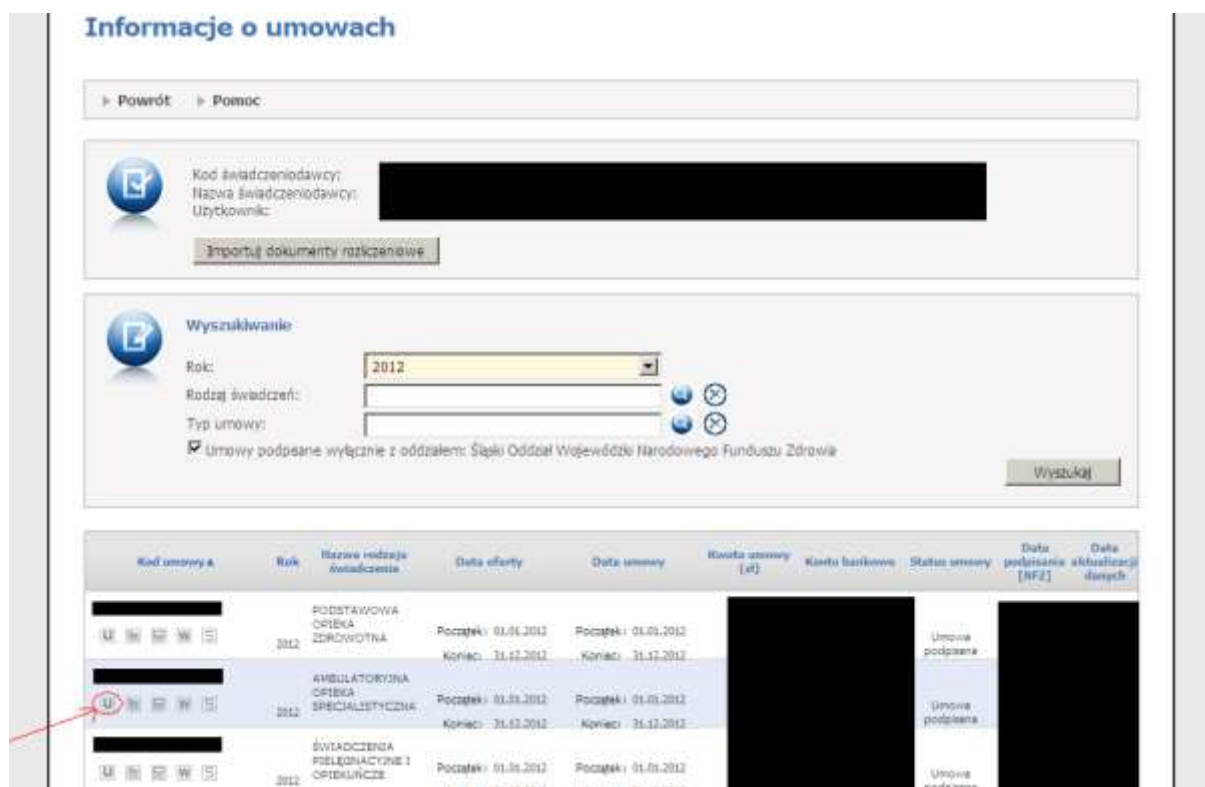 Informacje o umowach
Powrót Pomoc
Kod świadczeniodawcy:
Nazwa świadczeniodawcy:
Użytkownik:
Importuj dokumenty rozliczeniowe
Wyszukiwanie
Rok: 2012
Rodzaj świadczeń:
Typ umowy:
Umowy podpisane wyłącznie z oddziałem: Śląski Oddział Wojewódzki Narodowego Funduszu Zdrowia
Wyszukaj
Kod umowy Rok Nazwa rodzaju świadczenia Data oferty Data umowy Kwota umowy [zł] Konto bankowe Status umowy Data podpisania [NFZ] Data aktualizacji danych
PODSTAWOWA
OPIEKA
U W S 2012 ZDROWOTNA Początek: 01.01.2012 Początek: 01.01.2012 Umowa
Koniec: 31.12.2012 Koniec: 31.12.2012 podpisana
AMBULATORYJNA
OPIEKA
U W S 2012 SPECJALISTYCZNA Początek: 01.01.2012 Początek: 01.01.2012 Umowa
Koniec: 31.12.2012 Koniec: 31.12.2012 podpisana
ŚWIADCZENIA
PIELĘGNACYJNE I
U W S 2012 OPIEKUŃCZE Początek: 01.01.2012 Początek: 01.01.2012 Umowa